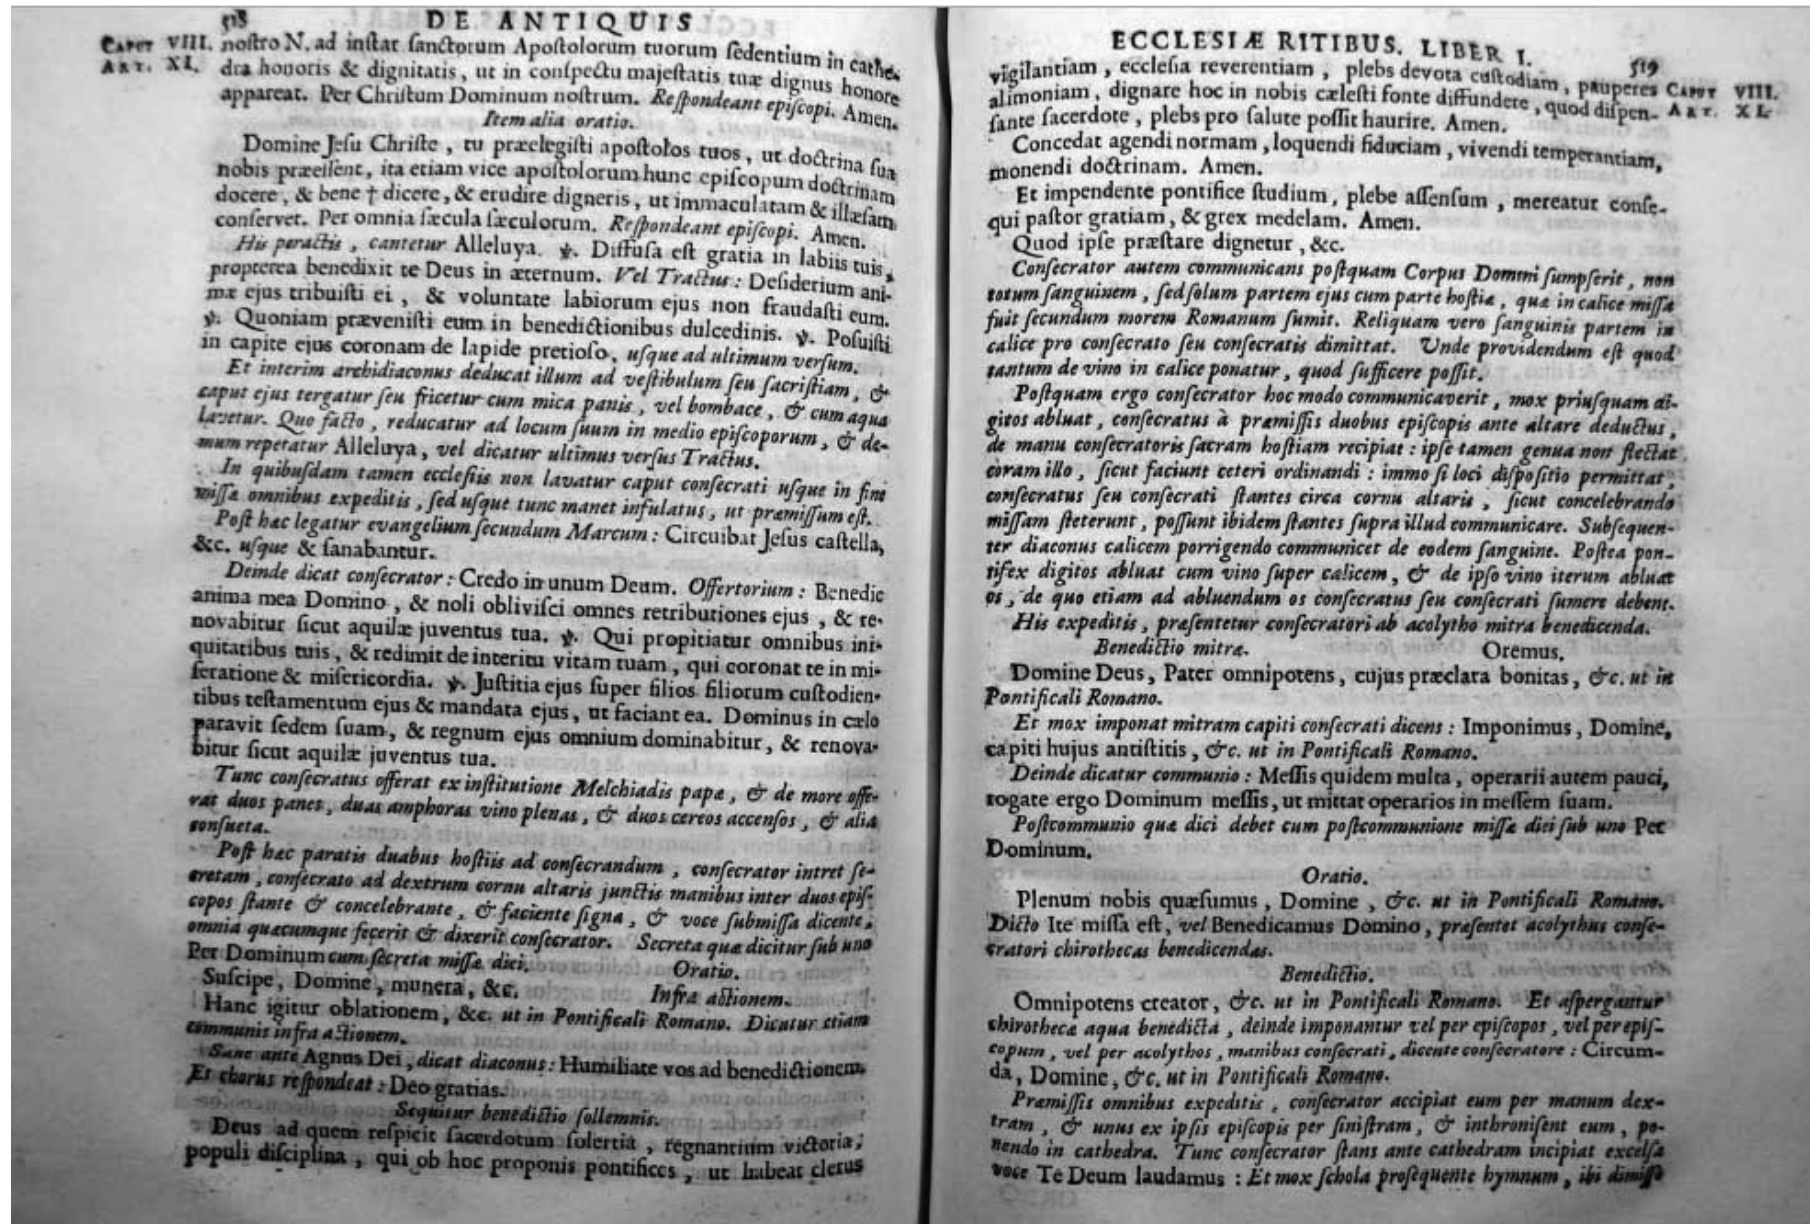 518
DE ANTIQUIS
CAPUT VIII.
ART. XI.
nostro N. ad instar sanctorum Apostolorum tuorum sedentium in cathe-
dra honoris & dignitatis, ut in conspectu majestatis tuæ dignus honore
appareat. Per Christum Dominum nostrum. Respondeant episcopi. Amen.
Item alia oratio.
Domine Jesu Christe, tu præelegisti apostolos tuos, ut doctrina sua
nobis præessent, ita etiam vice apostolorum hunc episcopum doctrinam
docere, & bene † dicere, & erudire digneris, ut immaculatam & illæsam
conservet. Per omnia sæcula sæculorum. Respondeant episcopi. Amen.
His peractis, cantetur Alleluya. ℣. Diffusa est gratia in labiis tuis,
propterea benedixit te Deus in æternum. Vel Tractus: Desiderium ani-
mæ ejus tribuisti ei, & voluntate labiorum ejus non fraudasti eum.
℣. Quoniam prævenisti eum in benedictionibus dulcedinis. ℣. Posuisti
in capite ejus coronam de lapide pretioso, usque ad ultimum versum.
Et interim archidiaconus deducat illum ad vestibulum seu sacristiam, &
caput ejus tergatur seu fricetur cum mica panis, vel bombace, & cum aqua
lavetur. Quo facto, reducatur ad locum suum in medio episcoporum, & de-
mum repetatur Alleluya, vel dicatur ultimus versus Tractus.
In quibusdam tamen ecclesiis non lavatur caput consecrati usque in fini
missæ omnibus expeditis, sed usque tunc manet infulatus, ut præmissum est.
Post hæc legatur evangelium secundum Marcum: Circuibat Jesus castella,
&c. usque & sanabantur.
Deinde dicat consecrator: Credo in unum Deum. Offertorium: Benedic
anima mea Domino, & noli oblivisci omnes retributiones ejus, & re-
novabitur sicut aquilæ juventus tua. ℣. Qui propitiatur omnibus ini-
quitatibus tuis, & redimit de interitu vitam tuam, qui coronat te in mi-
seratione & misericordia. ℣. Justitia ejus super filios filiorum custodien-
tibus testamentum ejus & mandata ejus, ut faciant ea. Dominus in cælo
paravit sedem suam, & regnum ejus omnium dominabitur, & renova-
bitur sicut aquilæ juventus tua.
Tunc consecratus offerat ex institutione Melchiadis papæ, & de more offe-
rat duos panes, duas amphoras vino plenas, & duos cereos accensos, & alia
consueta.
Post hæc paratis duabus hostiis ad consecrandum, consecrator intret se-
cretam, consecrato ad dextrum cornu altaris junctis manibus inter duos epis-
copos stante & concelebrante, & faciente signa, & voce submissa dicente,
omnia quæcumque fecerit & dixerit consecrator. Secreta quæ dicitur sub uno
Per Dominum cum secreta missæ diei. Oratio.
Suscipe, Domine, munera, &c. Infra actionem.
Hanc igitur oblationem, &c. ut in Pontificali Romano. Dicatur etiam
communis infra actionem.
Sane ante Agnus Dei, dicat diaconus: Humiliate vos ad benedictionem.
Et chorus respondeat: Deo gratias.
Sequitur benedictio sollemnis.
Deus ad quem respicit sacerdotum solertia, regnantium victoria,
populi disciplina, qui ob hoc proponis pontifices, ut habeat clerus
ECCLESIÆ RITIBUS. LIBER I.
519
CAPUT VIII.
ART. XI.
vigilantiam, ecclesia reverentiam, plebs devota custodiam, pauperes
alimoniam, dignare hoc in nobis cælesti fonte diffundere, quod dispen-
sante sacerdote, plebs pro salute possit haurire. Amen.
Concedat agendi normam, loquendi fiduciam, vivendi temperantiam,
monendi doctrinam. Amen.
Et impendente pontifice studium, plebe assensum, mereatur conse-
qui pastor gratiam, & grex medelam. Amen.
Quod ipse præstare dignetur, &c.
Consecrator autem communicans postquam Corpus Domini sumpserit, non
totum sanguinem, sed solum partem ejus cum parte hostiæ, quæ in calice missa
fuit secundum morem Romanum sumit. Reliquam vero sanguinis partem in
calice pro consecrato seu consecratis dimittat. Unde providendum est quod
tantum de vino in calice ponatur, quod sufficere possit.
Postquam ergo consecrator hoc modo communicaverit, mox priusquam di-
gitos abluat, consecratus à præmissis duobus episcopis ante altare deductus,
de manu consecratoris sacram hostiam recipiat: ipse tamen genua non flectat
coram illo, sicut faciunt ceteri ordinandi: immo si loci dispositio permittat,
consecratus seu consecrati stantes circa cornu altaris, sicut concelebrando
missam steterunt, possunt ibidem stantes supra illud communicare. Subsequen-
ter diaconus calicem porrigendo communicet de eodem sanguine. Postea pon-
tifex digitos abluat cum vino super calicem, & de ipso vino iterum abluat
os, de quo etiam ad abluendum os consecratus seu consecrati sumere debent.
His expeditis, præsentetur consecratori ab acolytho mitra benedicenda.
Benedictio mitræ. Oremus.
Domine Deus, Pater omnipotens, cujus præclara bonitas, &c. ut in
Pontificali Romano.
Et mox imponat mitram capiti consecrati dicens: Imponimus, Domine,
capiti hujus antistitis, &c. ut in Pontificali Romano.
Deinde dicatur communio: Messis quidem multa, operarii autem pauci,
rogate ergo Dominum messis, ut mittat operarios in messem suam.
Postcommunio quæ dici debet cum postcommunione missæ diei sub uno Per
Dominum.
Oratio.
Plenum nobis quæsumus, Domine, &c. ut in Pontificali Romano.
Dicto Ite missa est, vel Benedicamus Domino, præsentet acolythus conse-
cratori chirothecas benedicendas.
Benedictio.
Omnipotens creator, &c. ut in Pontificali Romano. Et aspergantur
chirothecæ aqua benedicta, deinde imponantur vel per episcopos, vel per epis-
copum, vel per acolythos, manibus consecrati, dicente consecratore: Circum-
da, Domine, &c. ut in Pontificali Romano.
Præmissis omnibus expeditis, consecrator accipiat eum per manum dex-
tram, & unus ex ipsis episcopis per sinistram, & inthronisent eum, po-
nendo in cathedra. Tunc consecrator stans ante cathedram incipiat excelsa
voce Te Deum laudamus: Et mox schola prosequente hymnum, ibi dimisso